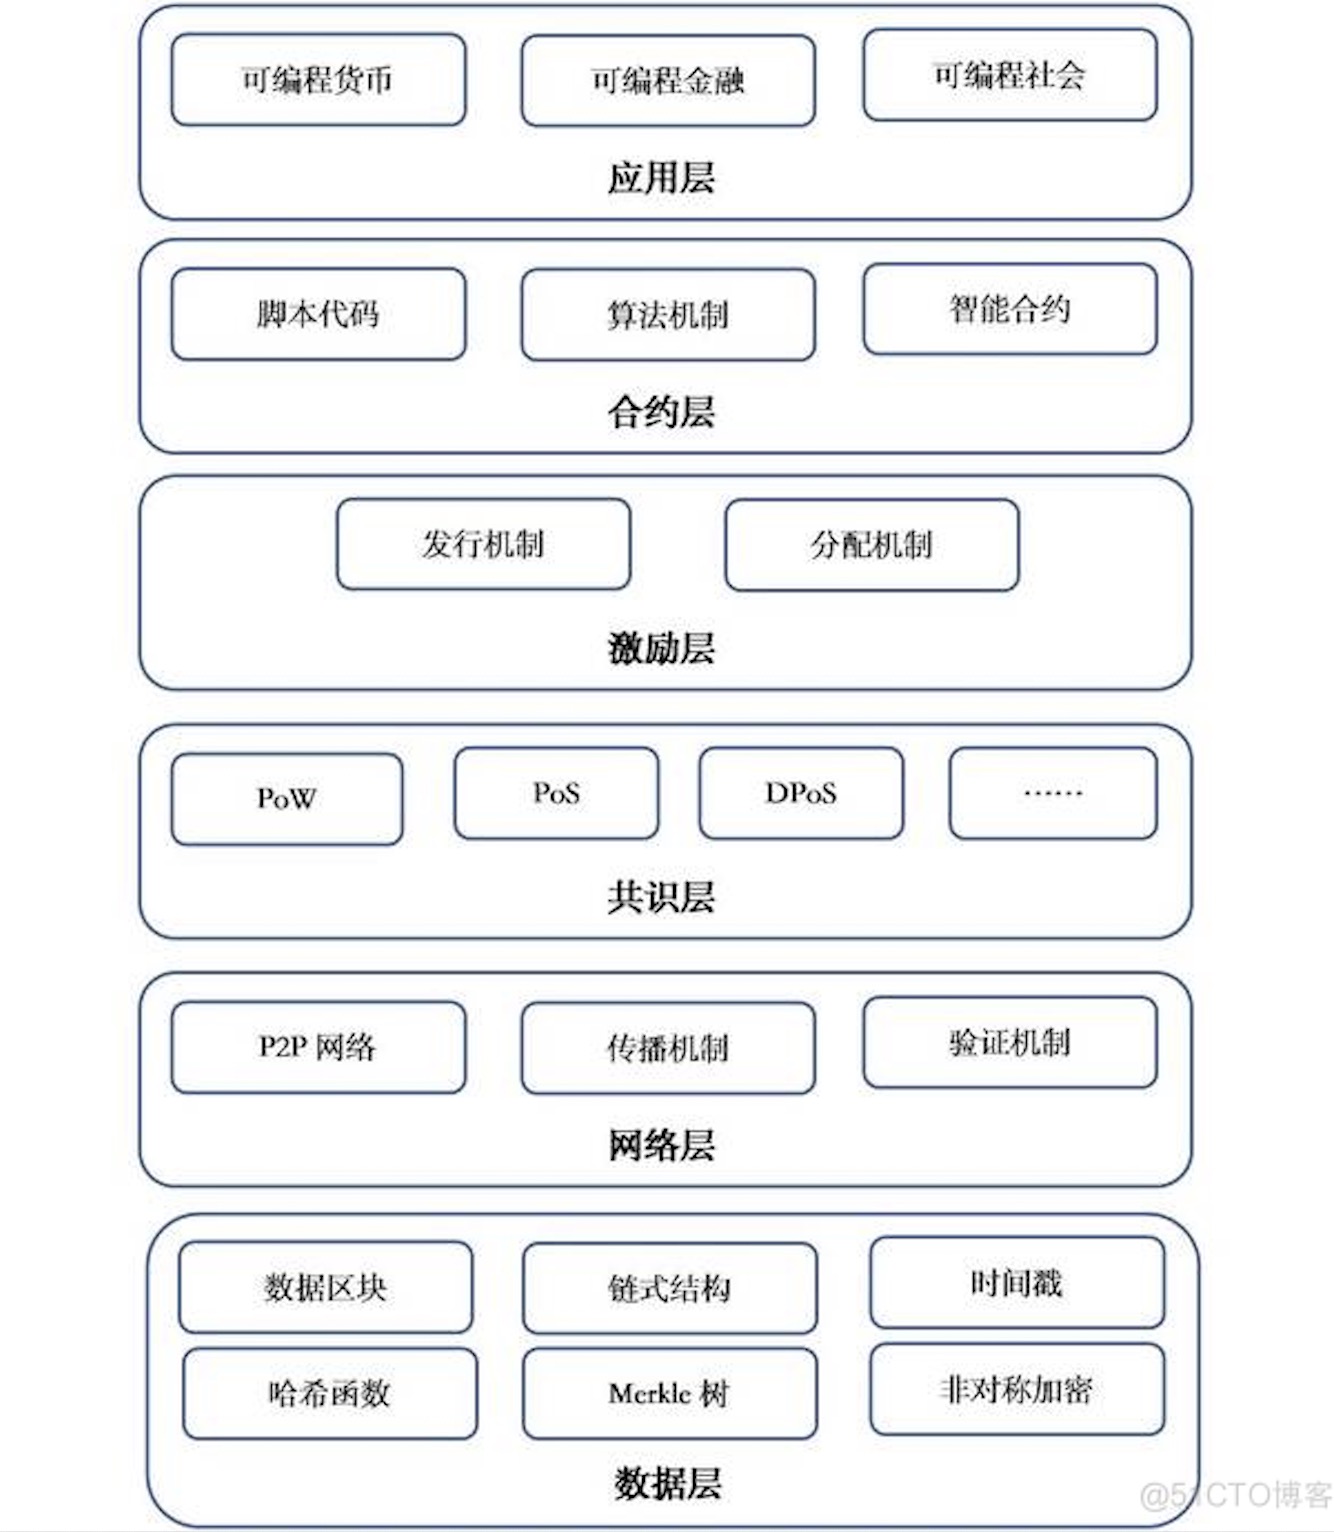 可编程货币 可编程金融 可编程社会
应用层
脚本代码 算法机制 智能合约
合约层
发行机制 分配机制
激励层
PoW PoS DPoS ……
共识层
P2P 网络 传播机制 验证机制
网络层
数据区块 链式结构 时间戳
哈希函数 Merkle 树 非对称加密
数据层
@51CTO博客